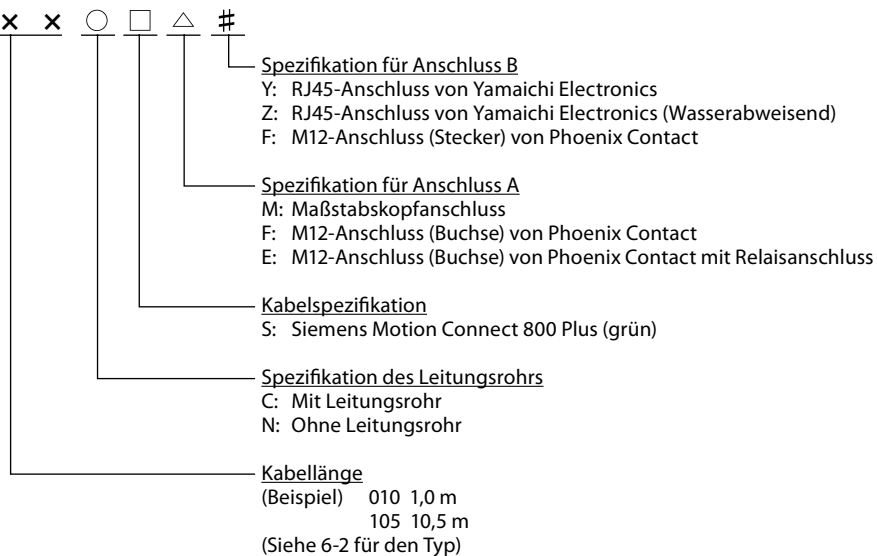 × × ○ □ △ #
Spezifikation für Anschluss B
Y: RJ45-Anschluss von Yamaichi Electronics
Z: RJ45-Anschluss von Yamaichi Electronics (Wasserabweisend)
F: M12-Anschluss (Stecker) von Phoenix Contact
Spezifikation für Anschluss A
M: Maßstabskopfanschluss
F: M12-Anschluss (Buchse) von Phoenix Contact
E: M12-Anschluss (Buchse) von Phoenix Contact mit Relaisanschluss
Kabelspezifikation
S: Siemens Motion Connect 800 Plus (grün)
Spezifikation des Leitungsrohrs
C: Mit Leitungsrohr
N: Ohne Leitungsrohr
Kabellänge
(Beispiel) 010 1,0 m
105 10,5 m
(Siehe 6-2 für den Typ)